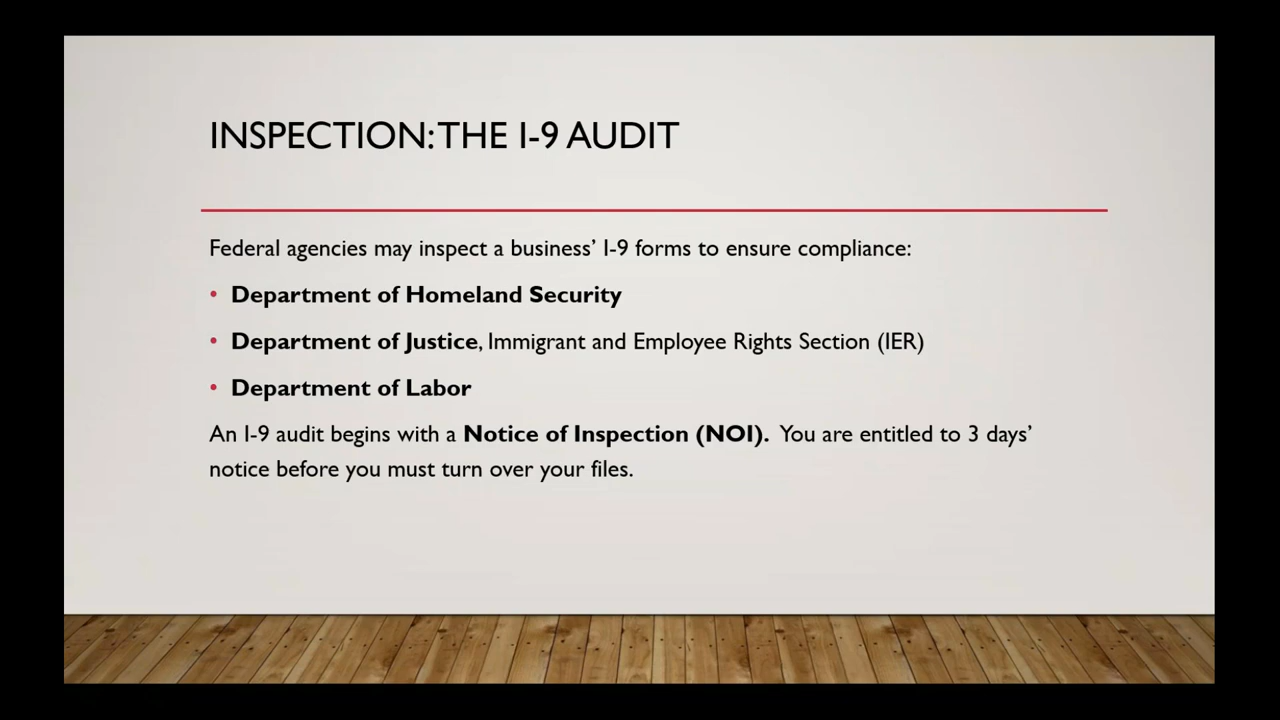 INSPECTION: THE I-9 AUDIT
Federal agencies may inspect a business’ I-9 forms to ensure compliance:
• Department of Homeland Security
• Department of Justice, Immigrant and Employee Rights Section (IER)
• Department of Labor
An I-9 audit begins with a Notice of Inspection (NOI).  You are entitled to 3 days’
notice before you must turn over your files.